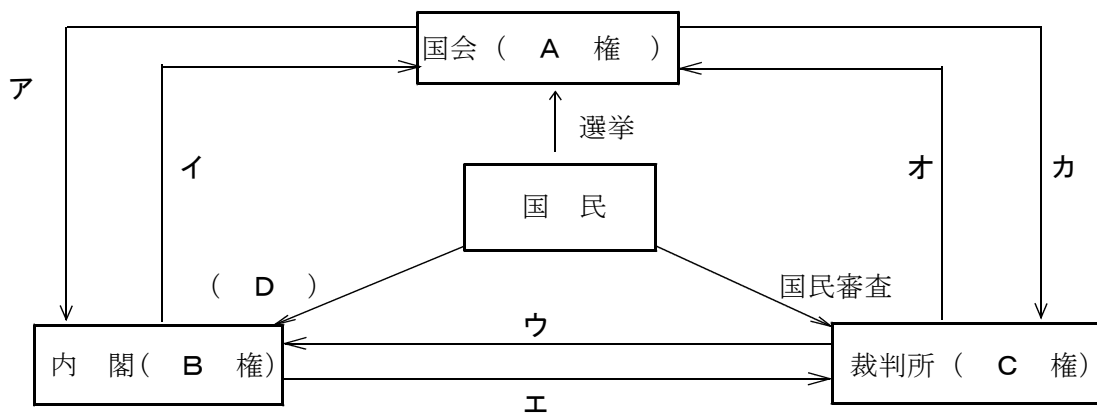 国会（ A 権 ）
ア
選挙
イ
オ
カ
国 民
（ D ）
国民審査
ウ
内 閣（ B 権）
裁判所（ C 権）
エ